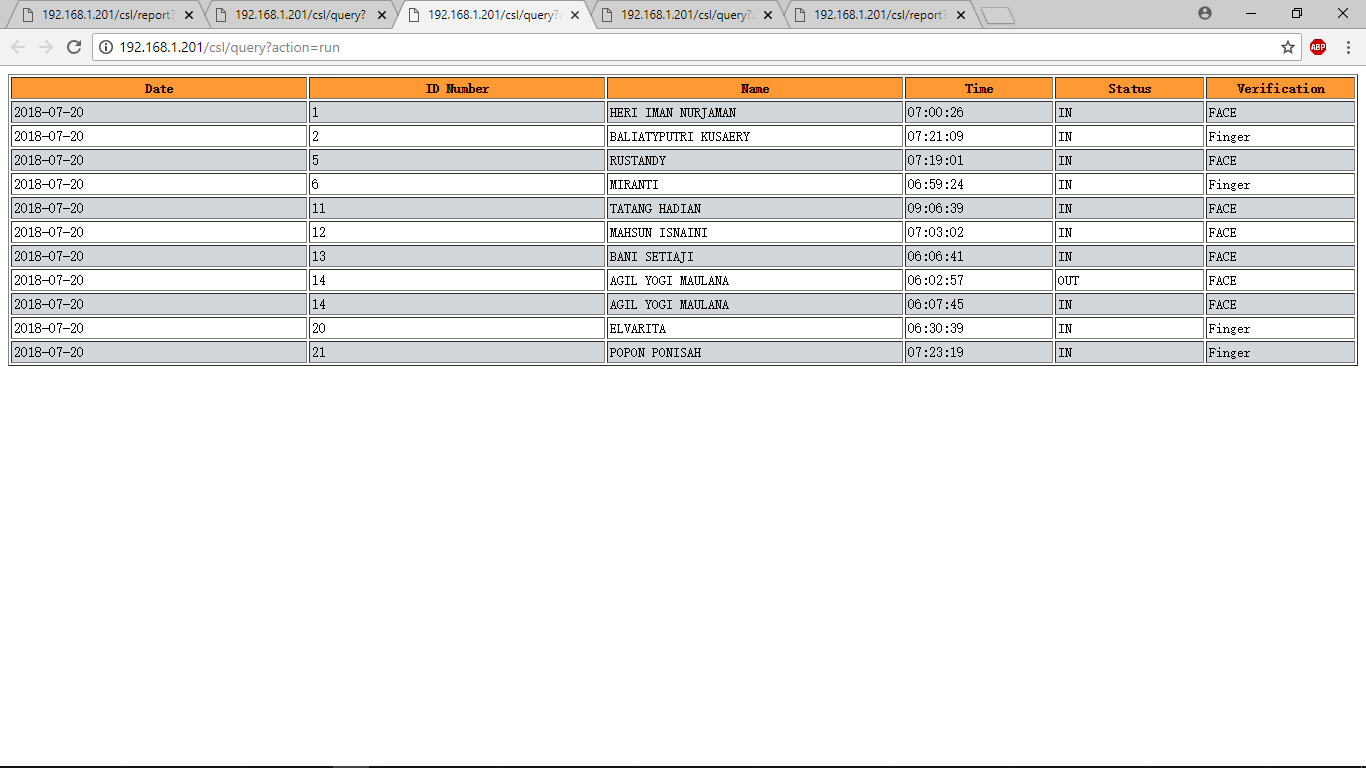 192.168.1.201/csl/report? 192.168.1.201/csl/query? 192.168.1.201/csl/query? 192.168.1.201/csl/query? 192.168.1.201/csl/report?
192.168.1.201/csl/query?action=run ABP
Date ID Number Name Time Status Verification
2018-07-20 1 HERI IMAN NURJAMAN 07:00:26 IN FACE
2018-07-20 2 BALIATYPUTRI KUSAERY 07:21:09 IN Finger
2018-07-20 5 RUSTANDY 07:19:01 IN FACE
2018-07-20 6 MIRANTI 06:59:24 IN Finger
2018-07-20 11 TATANG HADIAN 09:06:39 IN FACE
2018-07-20 12 MAHSUN ISNAINI 07:03:02 IN FACE
2018-07-20 13 BANI SETIAJI 06:06:41 IN FACE
2018-07-20 14 AGIL YOGI MAULANA 06:02:57 OUT FACE
2018-07-20 14 AGIL YOGI MAULANA 06:07:45 IN FACE
2018-07-20 20 ELVARITA 06:30:39 IN Finger
2018-07-20 21 POPON PONISAH 07:23:19 IN Finger